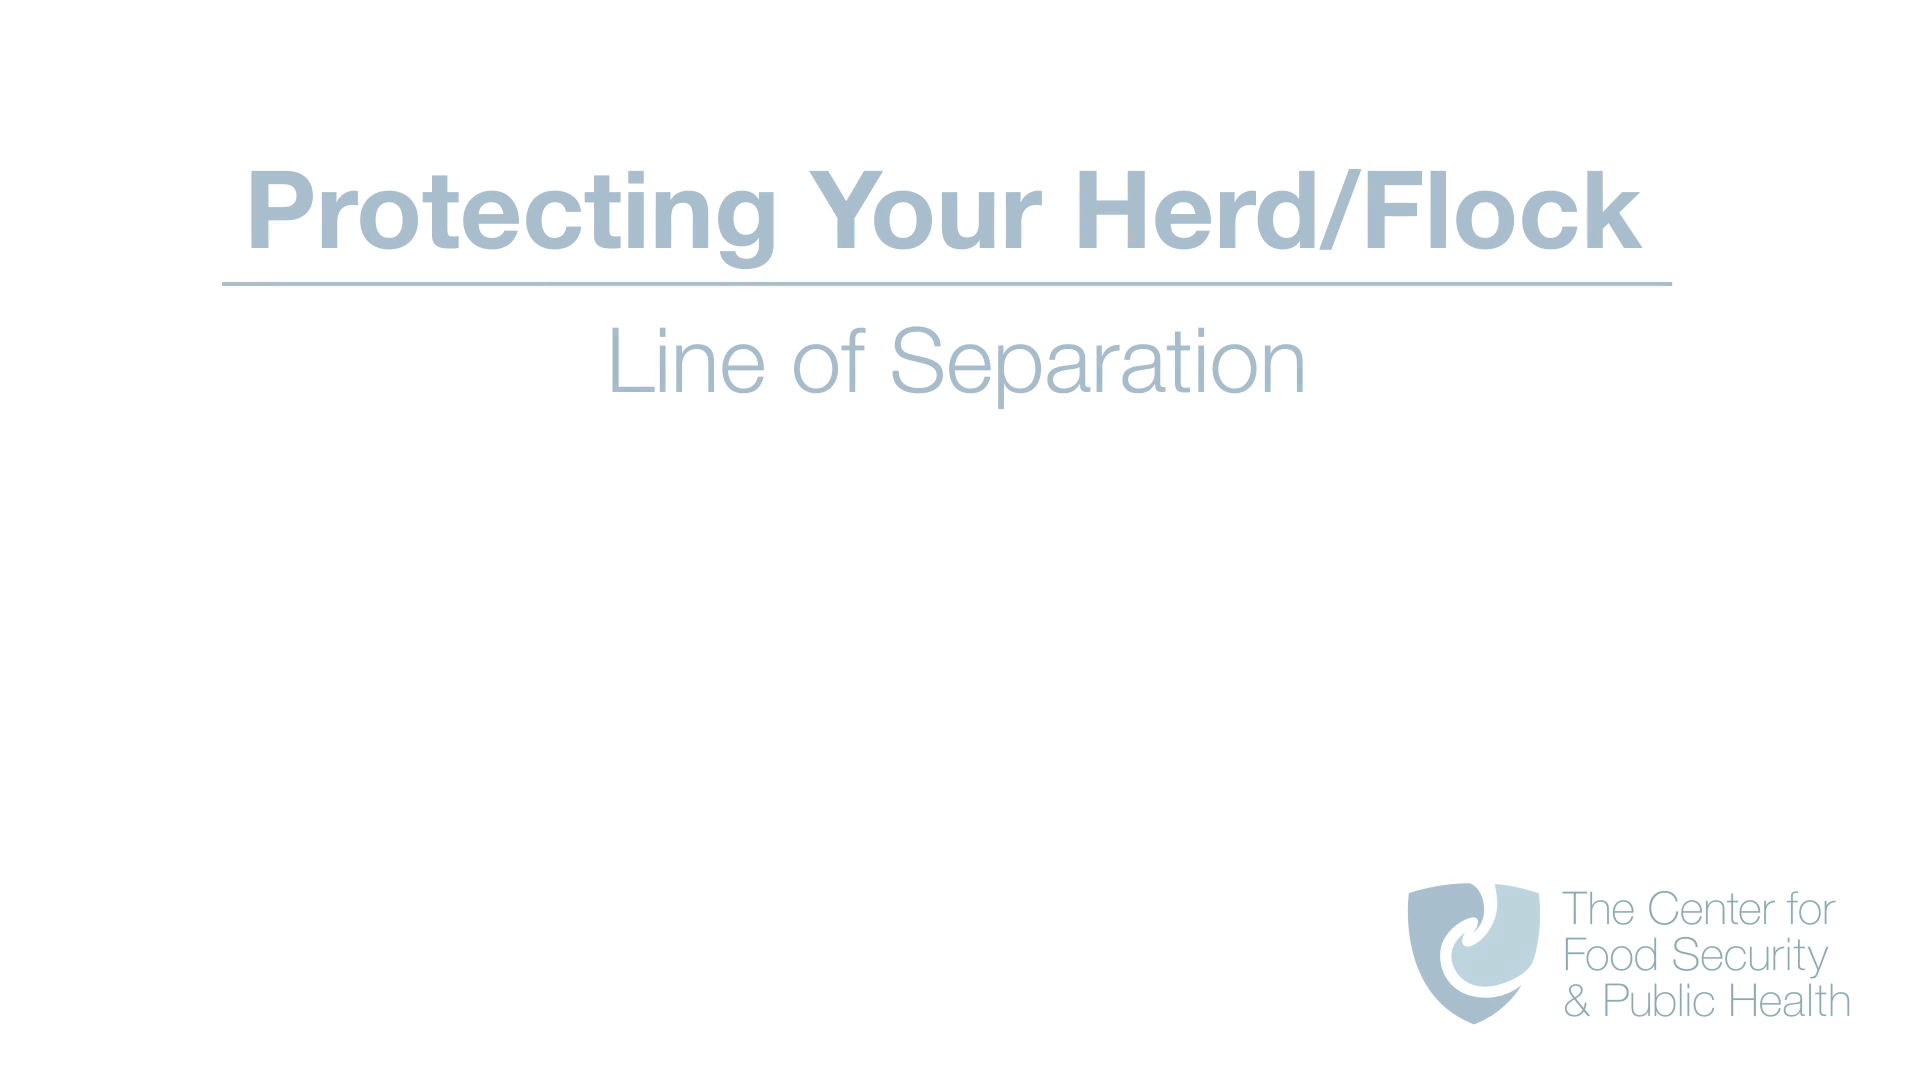 Protecting Your Herd/Flock
Line of Separation
The Center for
Food Security
& Public Health